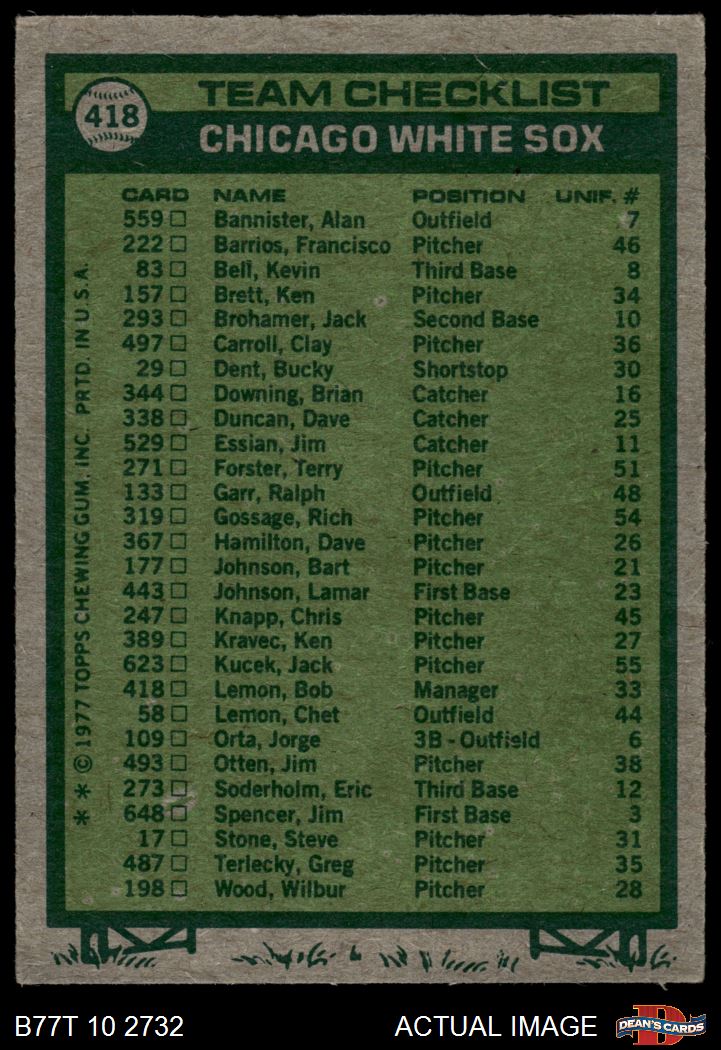 418
TEAM CHECKLIST
CHICAGO WHITE SOX
CARD NAME POSITION UNIF. #
559 Bannister, Alan Outfield 7
222 Barrios, Francisco Pitcher 46
83 Bell, Kevin Third Base 8
157 Brett, Ken Pitcher 34
293 Brohamer, Jack Second Base 10
497 Carroll, Clay Pitcher 36
29 Dent, Bucky Shortstop 30
344 Downing, Brian Catcher 16
338 Duncan, Dave Catcher 25
529 Essian, Jim Catcher 11
271 Forster, Terry Pitcher 51
133 Garr, Ralph Outfield 48
319 Gossage, Rich Pitcher 54
367 Hamilton, Dave Pitcher 26
177 Johnson, Bart Pitcher 21
443 Johnson, Lamar First Base 23
247 Knapp, Chris Pitcher 45
389 Kravec, Ken Pitcher 27
623 Kucek, Jack Pitcher 55
418 Lemon, Bob Manager 33
58 Lemon, Chet Outfield 44
109 Orta, Jorge 3B-Outfield 6
493 Otten, Jim Pitcher 38
273 Soderholm, Eric Third Base 12
648 Spencer, Jim First Base 3
17 Stone, Steve Pitcher 31
487 Terlecky, Greg Pitcher 35
198 Wood, Wilbur Pitcher 28
* * © 1977 TOPPS CHEWING GUM, INC. PRTD. IN U.S.A.
B77T 10 2732 ACTUAL IMAGE
D
DEAN'S CARDS